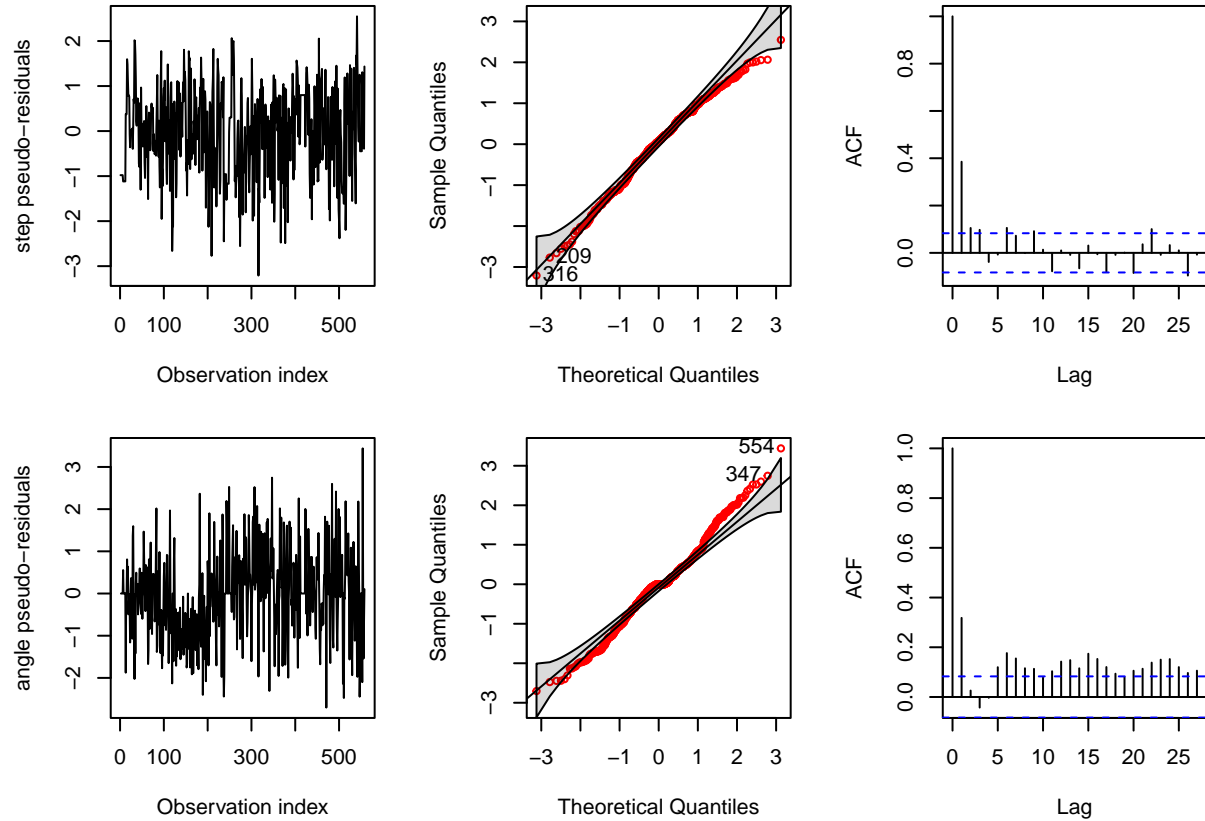 step pseudo−residuals
2
1
0
−1
−2
−3
0 100 300 500
Observation index
Sample Quantiles
3
2
1
0
−1
−3
209
316
−3 −1 0 1 2 3
Theoretical Quantiles
ACF
0.8
0.4
0.0
0 5 10 15 20 25
Lag
angle pseudo−residuals
3
2
1
0
−1
−2
0 100 300 500
Observation index
Sample Quantiles
3
2
1
0
−1
−3
554
347
−3 −1 0 1 2 3
Theoretical Quantiles
ACF
1.0
0.8
0.6
0.4
0.2
0.0
0 5 10 15 20 25
Lag